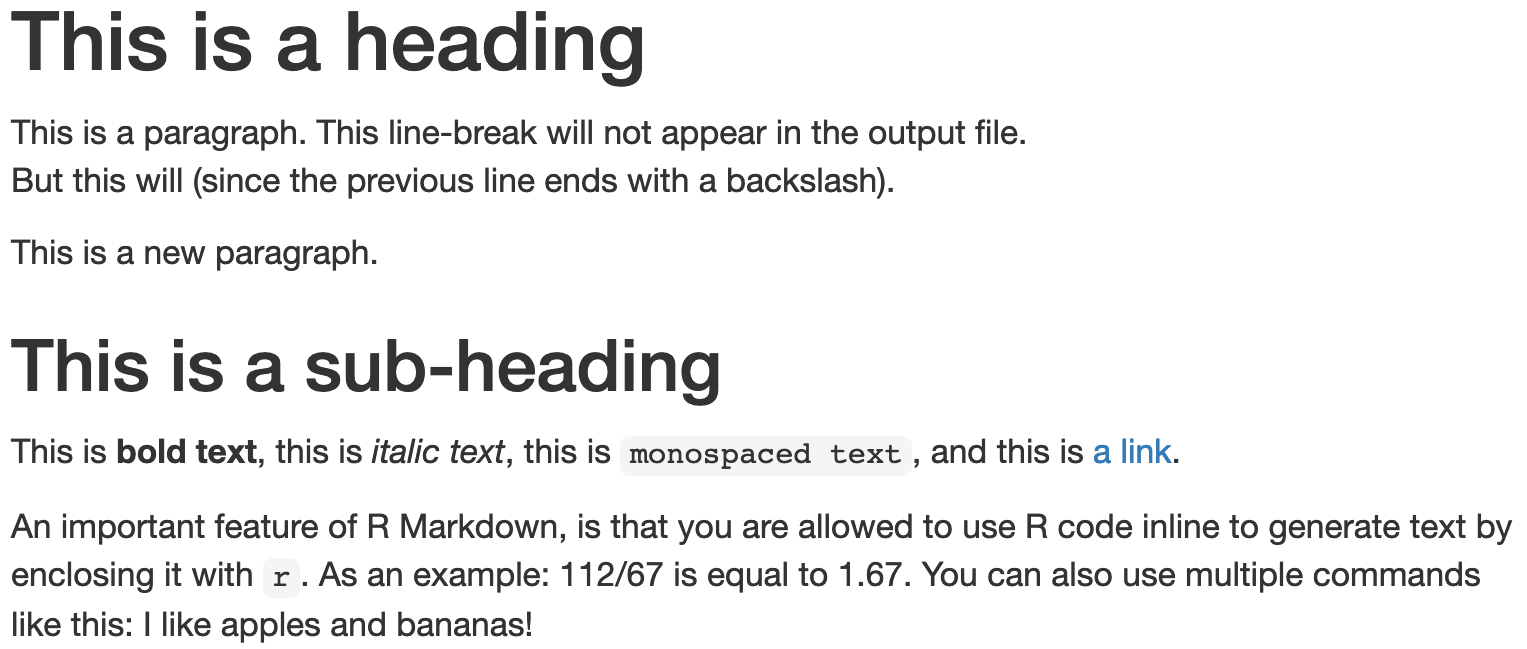 This is a heading
This is a paragraph. This line-break will not appear in the output file.
But this will (since the previous line ends with a backslash).
This is a new paragraph.
This is a sub-heading
This is bold text, this is italic text, this is monospaced text, and this is a link.
An important feature of R Markdown, is that you are allowed to use R code inline to generate text by
enclosing it with r. As an example: 112/67 is equal to 1.67. You can also use multiple commands
like this: I like apples and bananas!